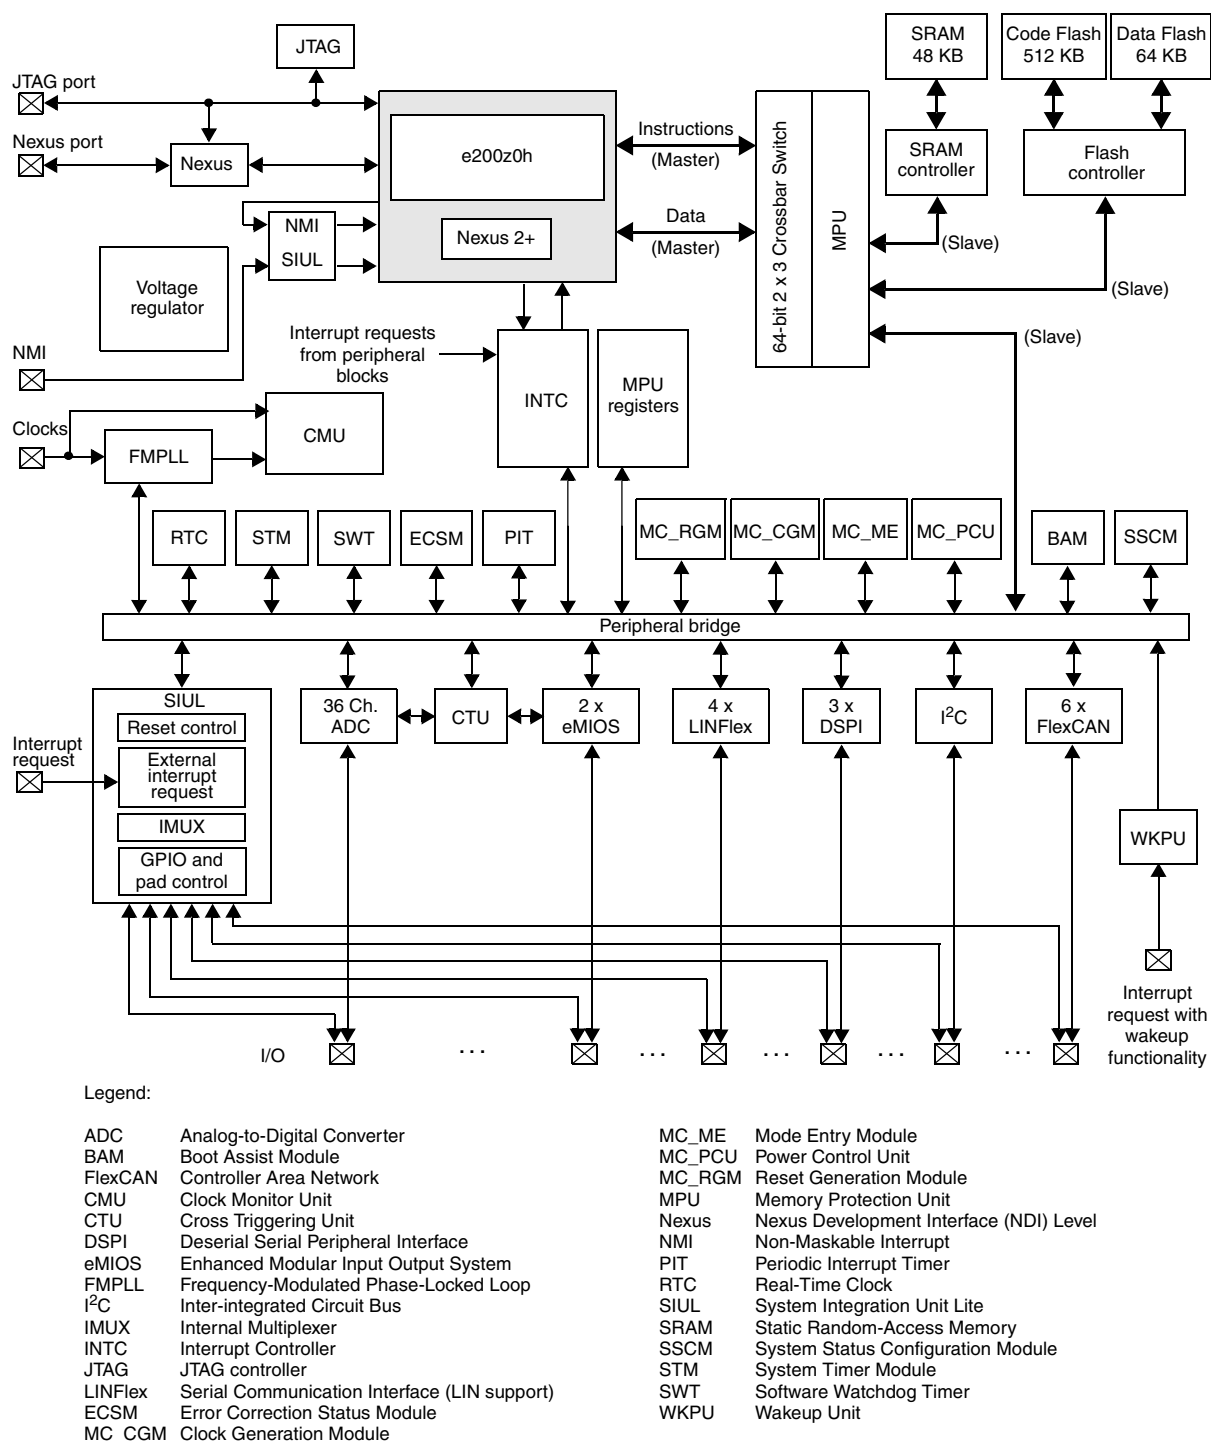 JTAG
SRAM
48 KB
Code Flash
512 KB
Data Flash
64 KB
JTAG port
Nexus port
Nexus
e200z0h
Nexus 2+
Instructions
(Master)
Data
(Master)
64-bit 2 x 3 Crossbar Switch
MPU
SRAM
controller
Flash
controller
(Slave)
(Slave)
(Slave)
NMI
SIUL
Voltage
regulator
NMI
Interrupt requests
from peripheral
blocks
INTC
MPU
registers
Clocks
FMPLL
CMU
RTC
STM
SWT
ECSM
PIT
MC_RGM
MC_CGM
MC_ME
MC_PCU
BAM
SSCM
Peripheral bridge
SIUL
Reset control
External
interrupt
request
IMUX
GPIO and
pad control
Interrupt
request
36 Ch.
ADC
CTU
2 x
eMIOS
4 x
LINFlex
3 x
DSPI
I²C
6 x
FlexCAN
WKPU
Interrupt
request with
wakeup
functionality
I/O
. . .
. . .
. . .
. . .
. . .
Legend:
ADC Analog-to-Digital Converter
BAM Boot Assist Module
FlexCAN Controller Area Network
CMU Clock Monitor Unit
CTU Cross Triggering Unit
DSPI Deserial Serial Peripheral Interface
eMIOS Enhanced Modular Input Output System
FMPLL Frequency-Modulated Phase-Locked Loop
I²C Inter-integrated Circuit Bus
IMUX Internal Multiplexer
INTC Interrupt Controller
JTAG JTAG controller
LINFlex Serial Communication Interface (LIN support)
ECSM Error Correction Status Module
MC_CGM Clock Generation Module
MC_ME Mode Entry Module
MC_PCU Power Control Unit
MC_RGM Reset Generation Module
MPU Memory Protection Unit
Nexus Nexus Development Interface (NDI) Level
NMI Non-Maskable Interrupt
PIT Periodic Interrupt Timer
RTC Real-Time Clock
SIUL System Integration Unit Lite
SRAM Static Random-Access Memory
SSCM System Status Configuration Module
STM System Timer Module
SWT Software Watchdog Timer
WKPU Wakeup Unit